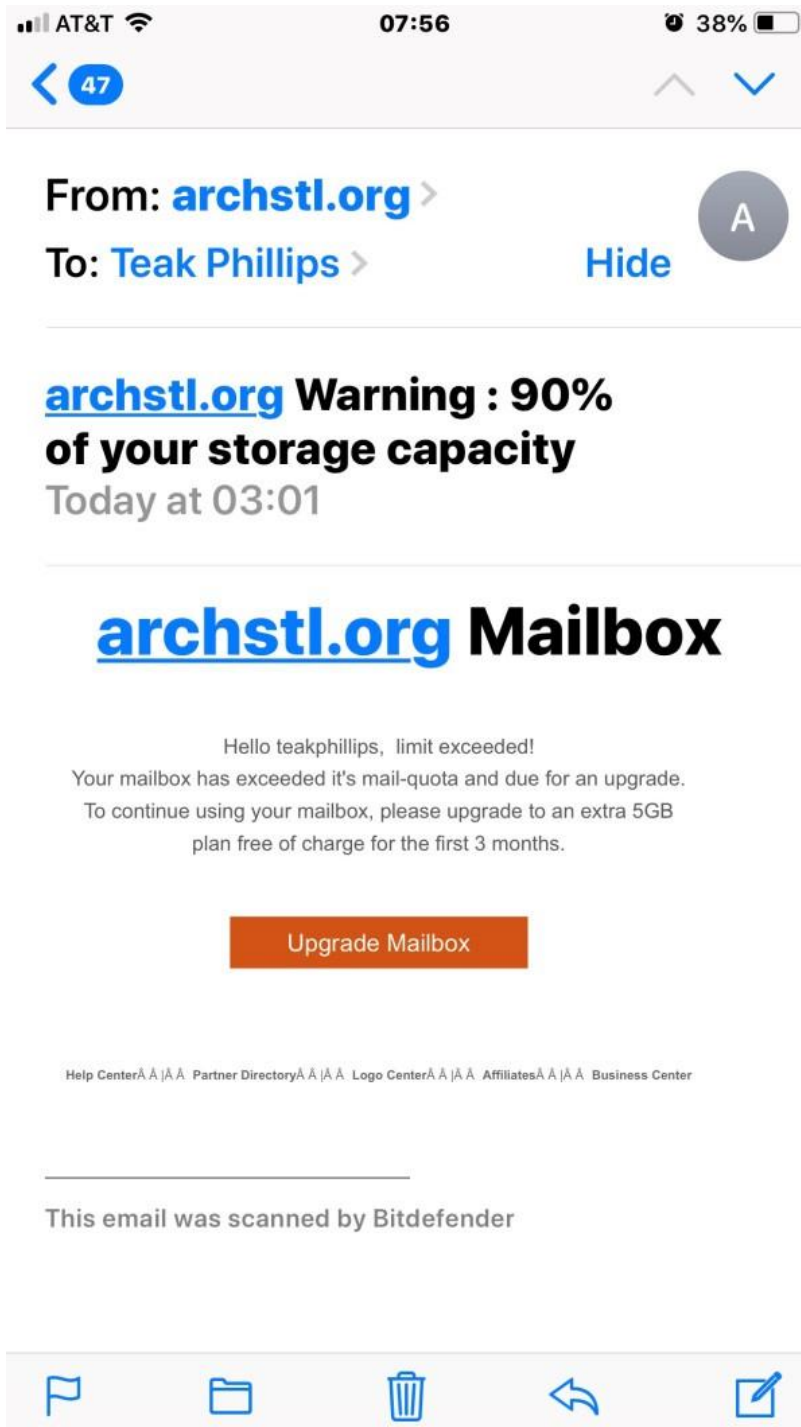 AT&T 07:56 38%
47
From: archstl.org
A
To: Teak Phillips Hide
archstl.org Warning : 90%
of your storage capacity
Today at 03:01
archstl.org Mailbox
Hello teakphillips, limit exceeded!
Your mailbox has exceeded it's mail-quota and due for an upgrade.
To continue using your mailbox, please upgrade to an extra 5GB
plan free of charge for the first 3 months.
Upgrade Mailbox
Help CenterÂ Â |Â Â Partner DirectoryÂ Â |Â Â Logo CenterÂ Â |Â Â AffiliatesÂ Â |Â Â Business Center
This email was scanned by Bitdefender